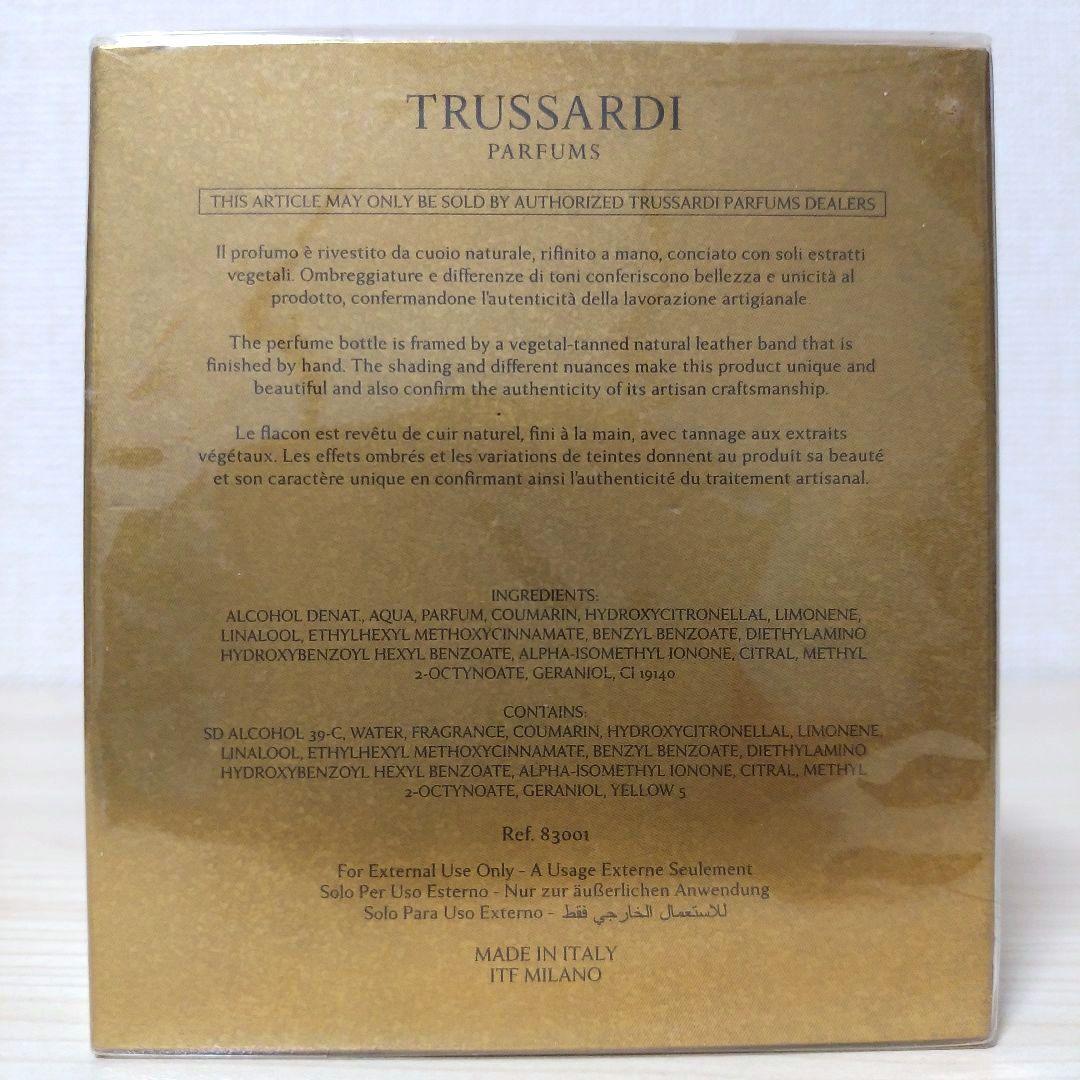 TRUSSARDI
PARFUMS
THIS ARTICLE MAY ONLY BE SOLD BY AUTHORIZED TRUSSARDI PARFUMS DEALERS
Il profumo è rivestito da cuoio naturale, rifinito a mano, conciato con soli estratti
vegetali. Ombreggiature e differenze di toni conferiscono bellezza e unicità al
prodotto, confermandone l'autenticità della lavorazione artigianale.
The perfume bottle is framed by a vegetal-tanned natural leather band that is
finished by hand. The shading and different nuances make this product unique and
beautiful and also confirm the authenticity of its artisan craftsmanship.
Le flacon est revêtu de cuir naturel, fini à la main, avec tannage aux extraits
végétaux. Les effets ombrés et les variations de teintes donnent au produit sa beauté
et son caractère unique en confirmant ainsi l'authenticité du traitement artisanal.
INGREDIENTS:
ALCOHOL DENAT., AQUA, PARFUM, COUMARIN, HYDROXYCITRONELLAL, LIMONENE,
LINALOOL, ETHYLHEXYL METHOXYCINNAMATE, BENZYL BENZOATE, DIETHYLAMINO
HYDROXYBENZOYL HEXYL BENZOATE, ALPHA-ISOMETHYL IONONE, CITRAL, METHYL
2-OCTYNOATE, GERANIOL, CI 19140
CONTAINS:
SD ALCOHOL 39-C, WATER, FRAGRANCE, COUMARIN, HYDROXYCITRONELLAL, LIMONENE,
LINALOOL, ETHYLHEXYL METHOXYCINNAMATE, BENZYL BENZOATE, DIETHYLAMINO
HYDROXYBENZOYL HEXYL BENZOATE, ALPHA-ISOMETHYL IONONE, CITRAL, METHYL
2-OCTYNOATE, GERANIOL, YELLOW 5
Ref. 83001
For External Use Only - A Usage Externe Seulement
Solo Per Uso Esterno - Nur zur äußerlichen Anwendung
Solo Para Uso Externo - للاستعمال الخارجي فقط
MADE IN ITALY
ITF MILANO